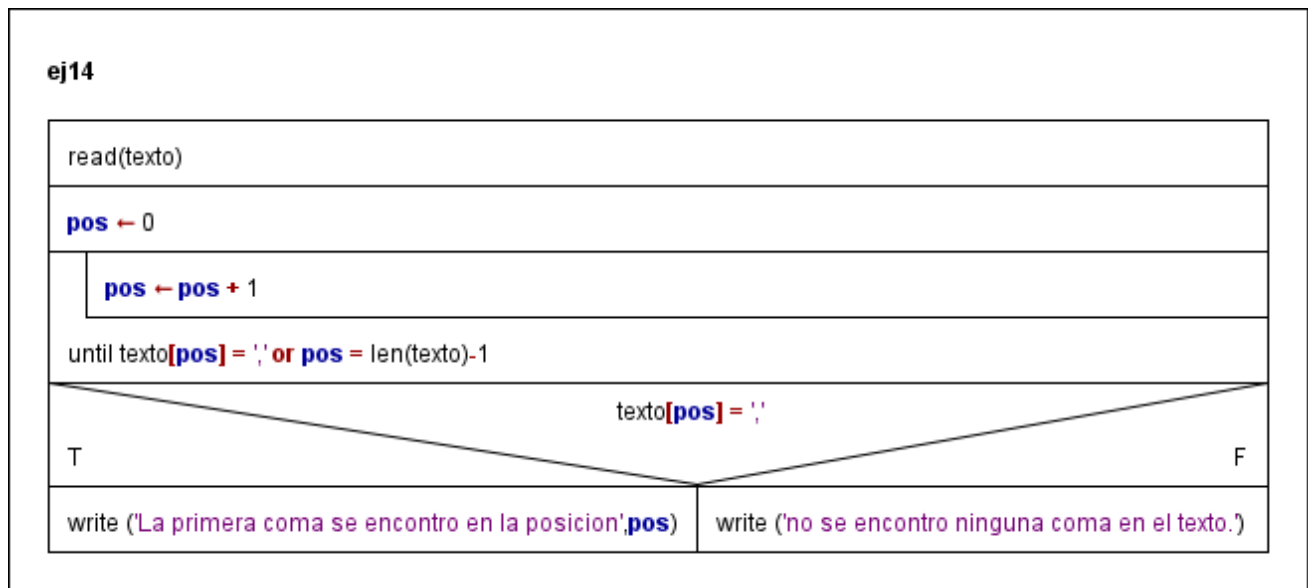 ej14
read(texto)
pos ← 0
pos ← pos + 1
until texto[pos] = ',' or pos = len(texto)-1
texto[pos] = ','
T F
write ('La primera coma se encontro en la posicion',pos) write ('no se encontro ninguna coma en el texto.')